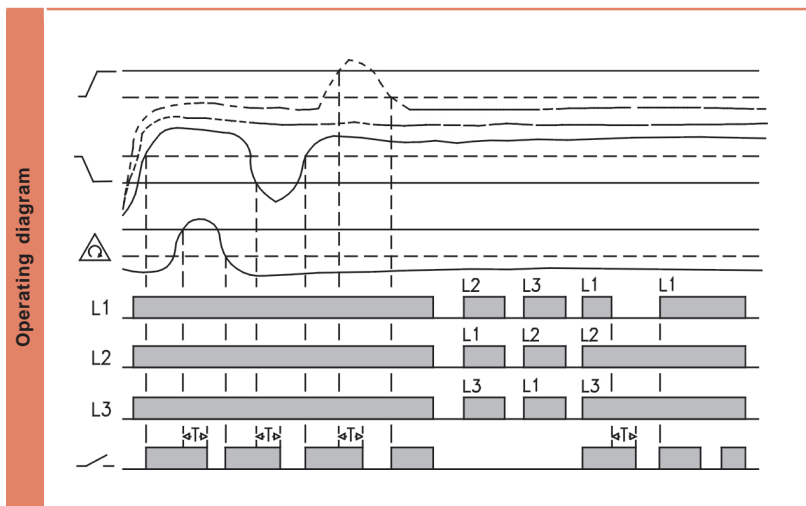 Operating diagram
L2 L3 L1 L1
L1
L1 L2 L2
L2
L3 L1 L3
L3
T T T T